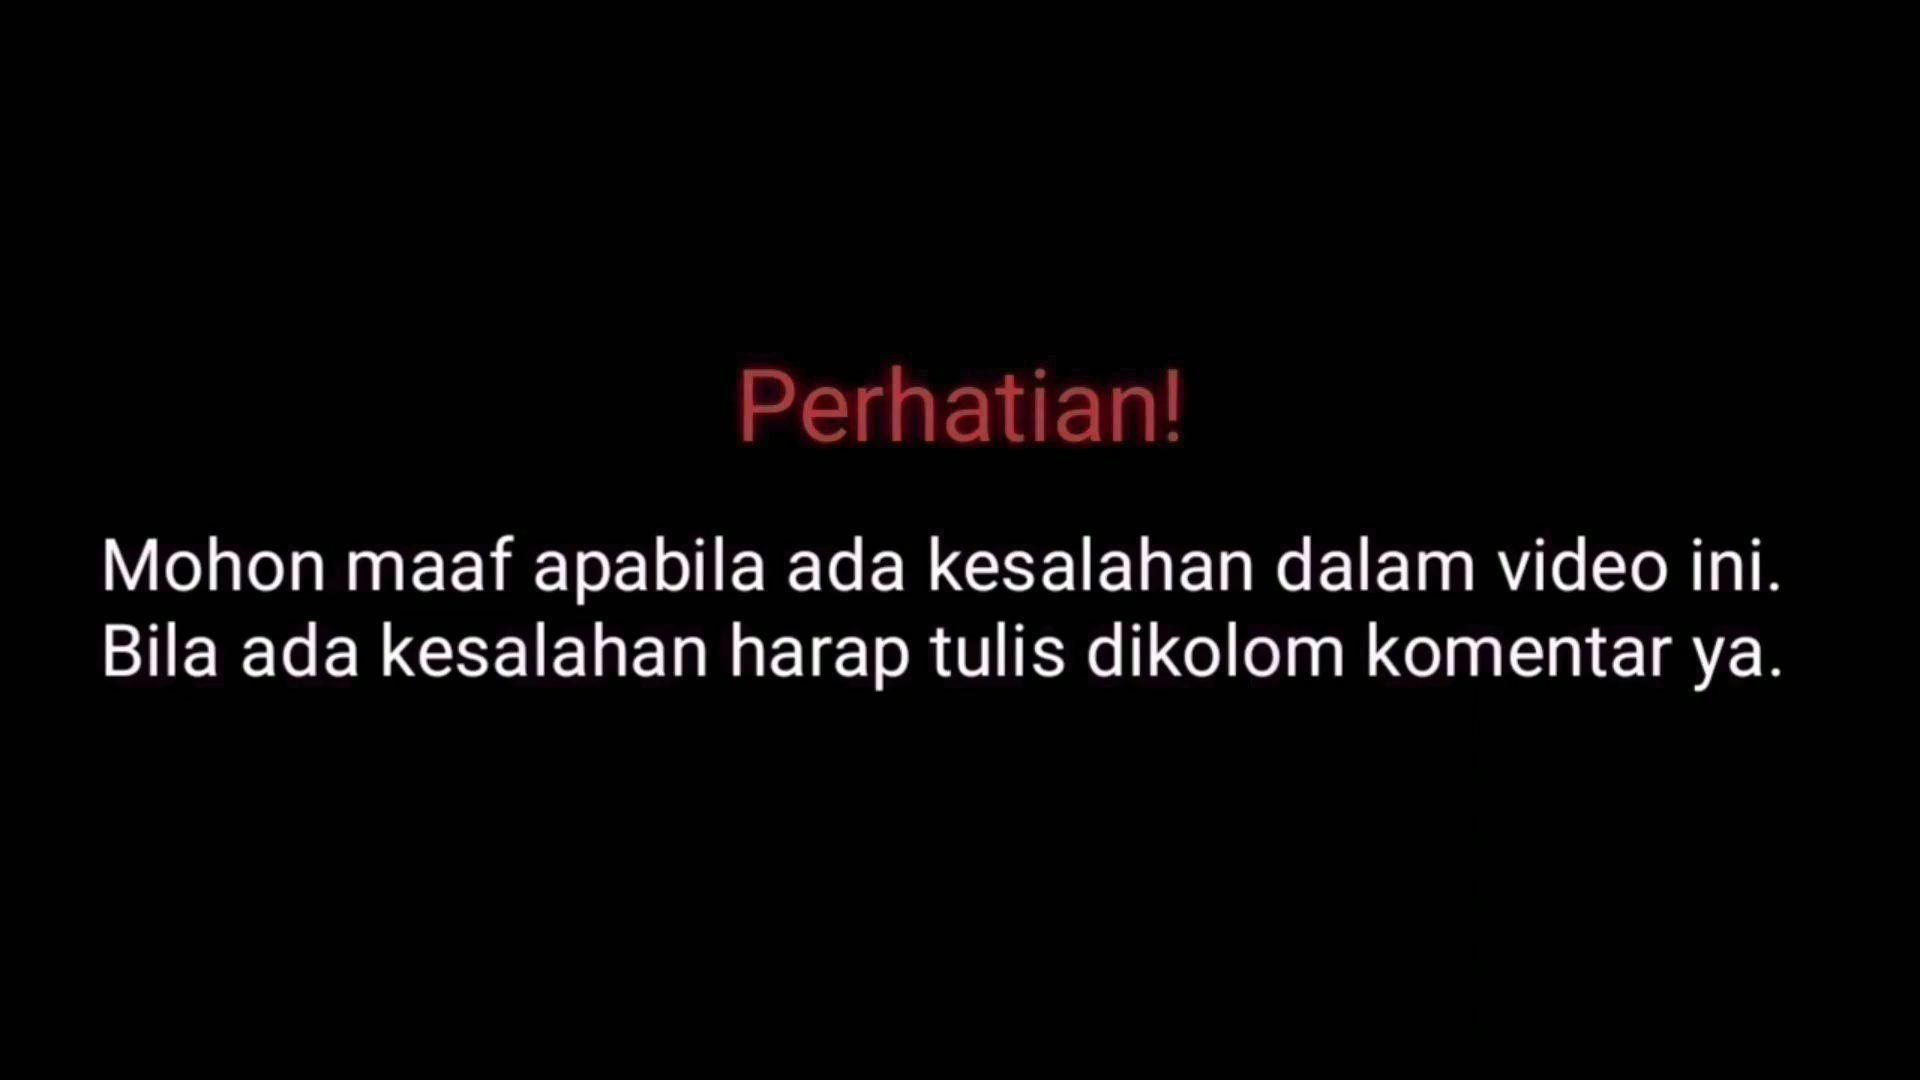 Perhatian!
Mohon maaf apabila ada kesalahan dalam video ini.
Bila ada kesalahan harap tulis dikolom komentar ya.